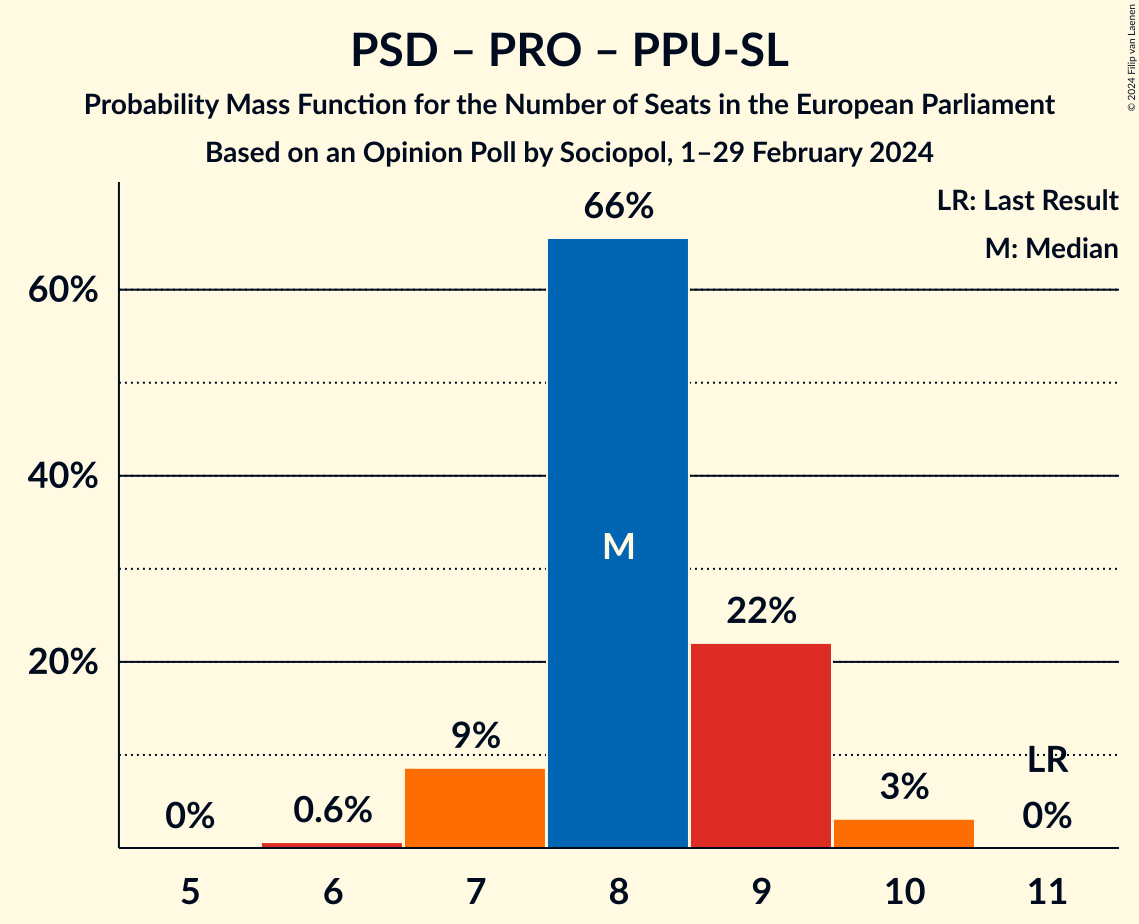 PSD – PRO – PPU-SL
Probability Mass Function for the Number of Seats in the European Parliament
Based on an Opinion Poll by Sociopol, 1–29 February 2024
© 2024 Filip van Laenen
LR: Last Result
M: Median
66%
60%
40%
M
22%
20%
9%
LR
3%
0%
0.6%
0%
5
6
7
8
9
10
11